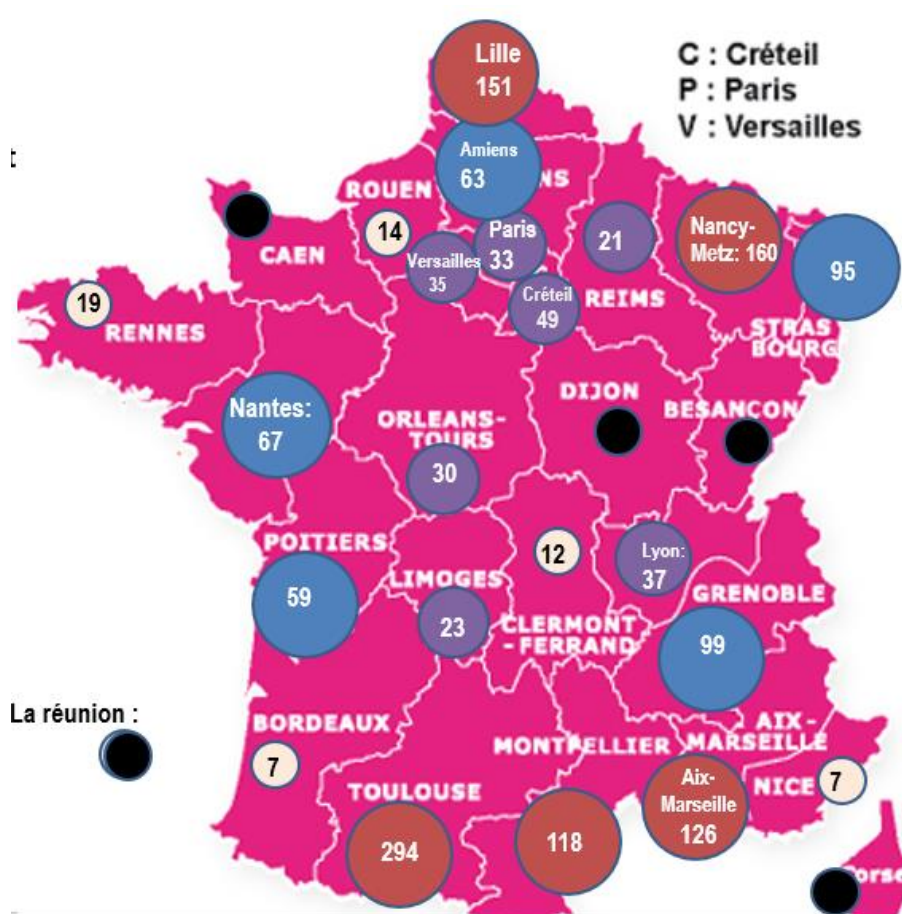 Lille
151
C : Créteil
P : Paris
V : Versailles
t
Amiens
63
NS
ROUEN
14
Paris
33
21
Nancy-
Metz: 160
95
CAEN
Versailles
35
Créteil
49
REIMS
19
RENNES
STRAS
BOURG
DIJON
BESANCON
Nantes:
67
ORLEANS-
TOURS
30
POITIERS
59
12
Lyon:
37
LIMOGES
23
GRENOBLE
CLERMONT
-FERRAND
99
La réunion :
BORDEAUX
7
MONTPELLIER
AIX-
MARSEILLE
TOULOUSE
294
118
Aix-
Marseille
126
NICE
7
orse